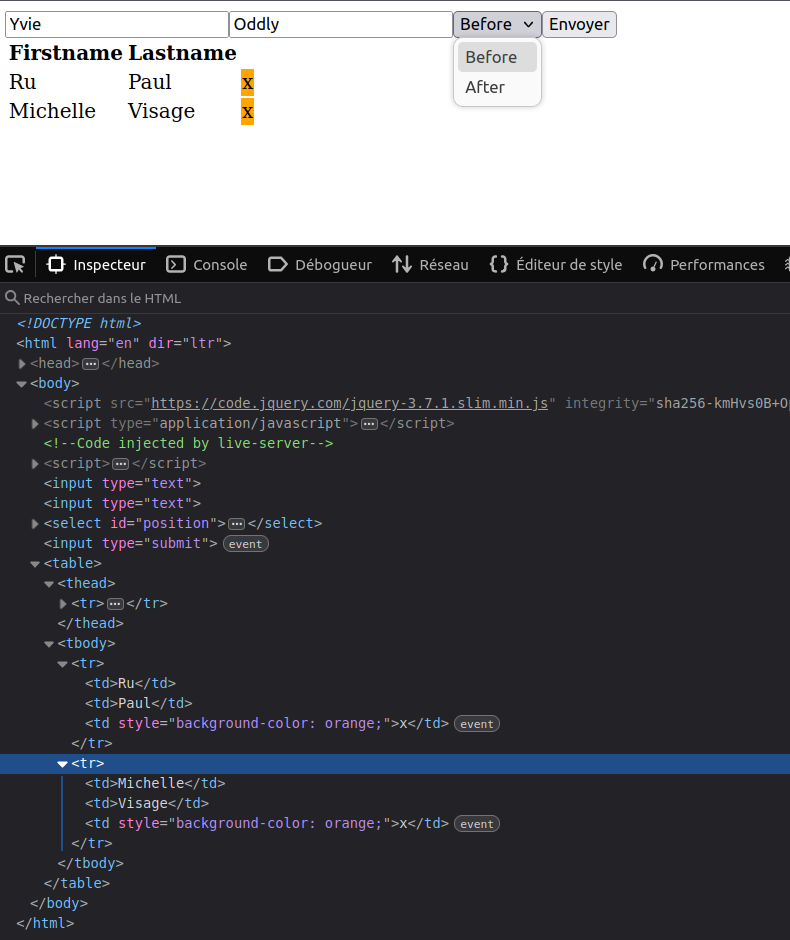 Yvie Oddly Before Envoyer
Firstname Lastname Before
Ru Paul x After
Michelle Visage x
Inspecteur Console Débogueur Réseau Éditeur de style Performances
Rechercher dans le HTML
<!DOCTYPE html>
<html lang="en" dir="ltr">
<head> ••• </head>
<body>
<script src="https://code.jquery.com/jquery-3.7.1.slim.min.js" integrity="sha256-kmHvs0B+O
<script type="application/javascript"> ••• </script>
<!--Code injected by live-server-->
<script> ••• </script>
<input type="text">
<input type="text">
<select id="position"> ••• </select>
<input type="submit"> event
<table>
<thead>
<tr> ••• </tr>
</thead>
<tbody>
<tr>
<td>Ru</td>
<td>Paul</td>
<td style="background-color: orange;">x</td> event
</tr>
<tr>
<td>Michelle</td>
<td>Visage</td>
<td style="background-color: orange;">x</td> event
</tr>
</tbody>
</table>
</body>
</html>